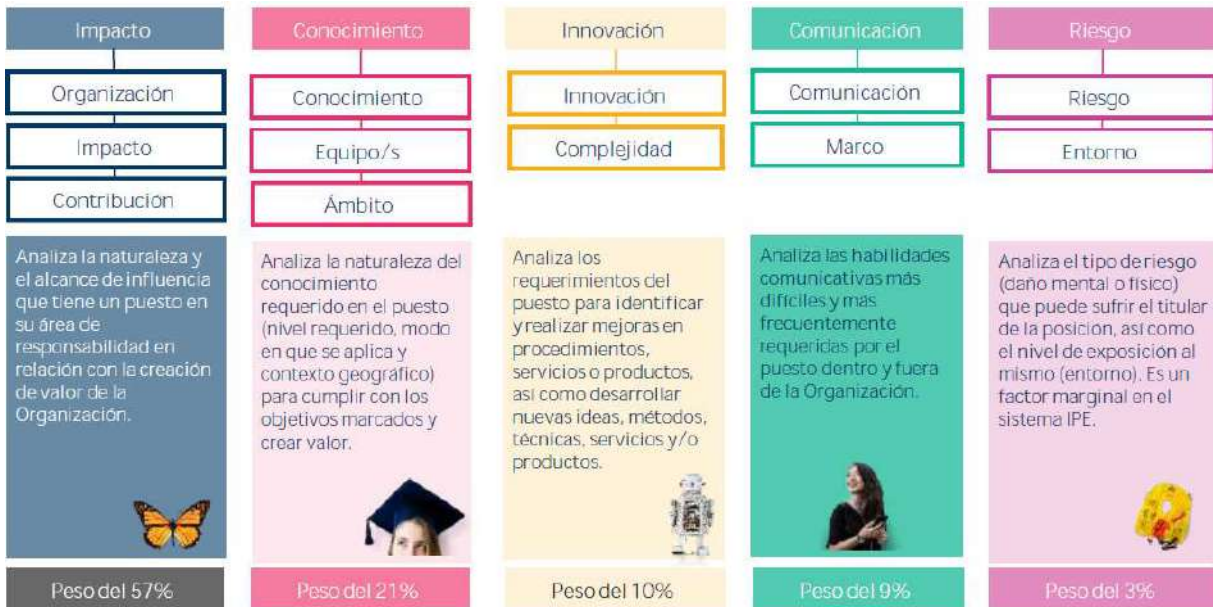 Impacto
Organización
Impacto
Contribución
Analiza la naturaleza y
el alcance de influencia
que tiene un puesto en
su área de
responsabilidad en
relación con la creación
de valor de la
Organización.
Peso del 57%
Conocimiento
Conocimiento
Equipo/s
Ámbito
Analiza la naturaleza del
conocimiento
requerido en el puesto
(nivel requerido, modo
en que se aplica y
contexto geográfico)
para cumplir con los
objetivos marcados y
crear valor.
Peso del 21%
Innovación
Innovación
Complejidad
Analiza los
requerimientos del
puesto para identificar
y realizar mejoras en
procedimientos,
servicios o productos,
así como desarrollar
nuevas ideas, métodos,
técnicas, servicios y/o
productos.
Peso del 10%
Comunicación
Comunicación
Marco
Analiza las habilidades
comunicativas más
difíciles y más
frecuentemente
requeridas por el
puesto dentro y fuera
de la Organización.
Peso del 9%
Riesgo
Riesgo
Entorno
Analiza el tipo de riesgo
(daño mental o físico)
que puede sufrir el titular
de la posición, así como
el nivel de exposición al
mismo (entorno). Es un
factor marginal en el
sistema IPE.
Peso del 3%